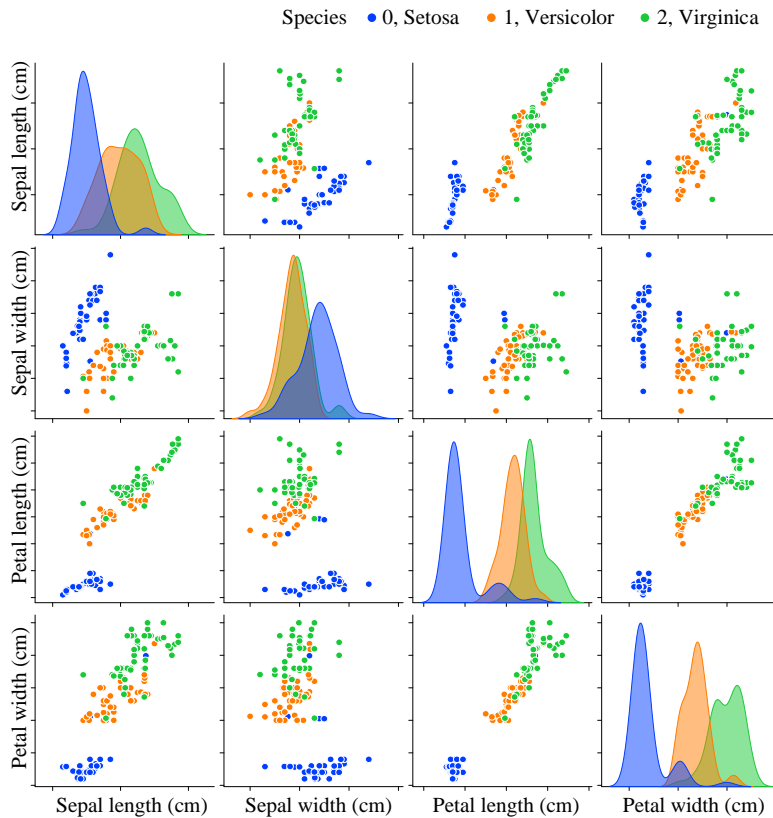 Species 0, Setosa 1, Versicolor 2, Virginica
Sepal length (cm)
Sepal width (cm)
Petal length (cm)
Petal width (cm)
Sepal length (cm) Sepal width (cm) Petal length (cm) Petal width (cm)